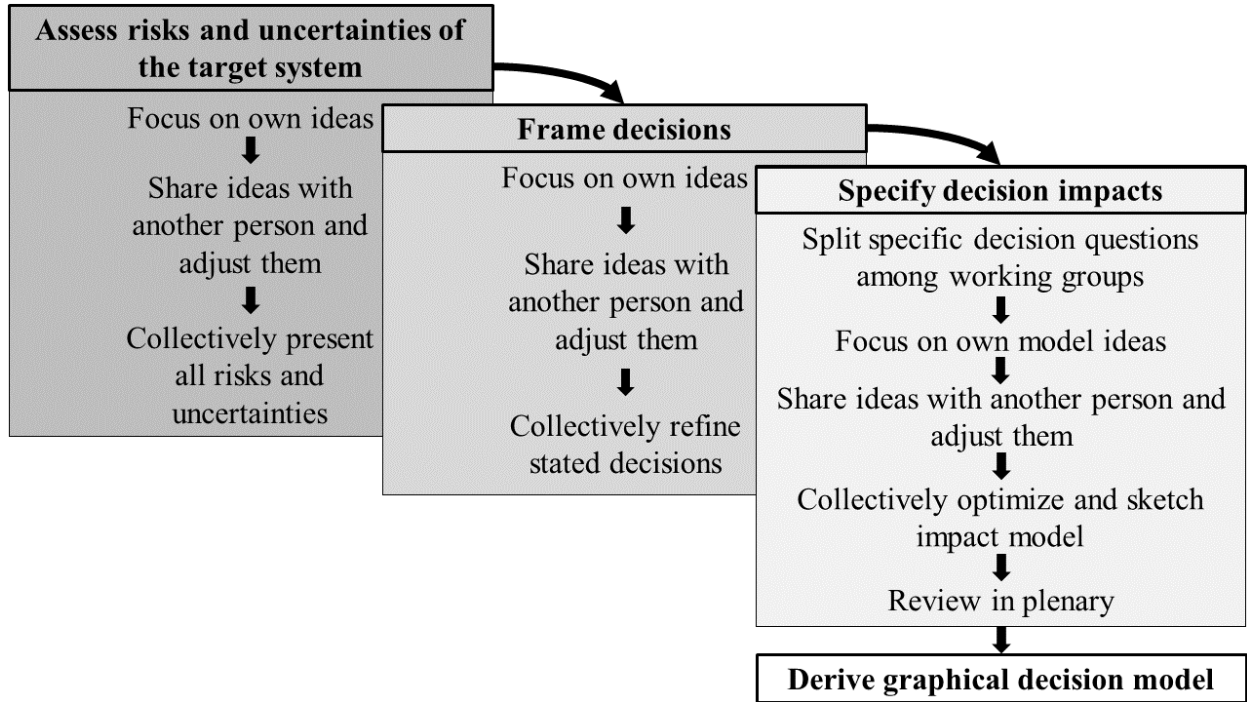 Assess risks and uncertainties of
the target system
Focus on own ideas
Share ideas with
another person and
adjust them
Collectively present
all risks and
uncertainties
Frame decisions
Focus on own ideas
Share ideas with
another person and
adjust them
Collectively refine
stated decisions
Specify decision impacts
Split specific decision questions
among working groups
Focus on own model ideas
Share ideas with another person and
adjust them
Collectively optimize and sketch
impact model
Review in plenary
Derive graphical decision model